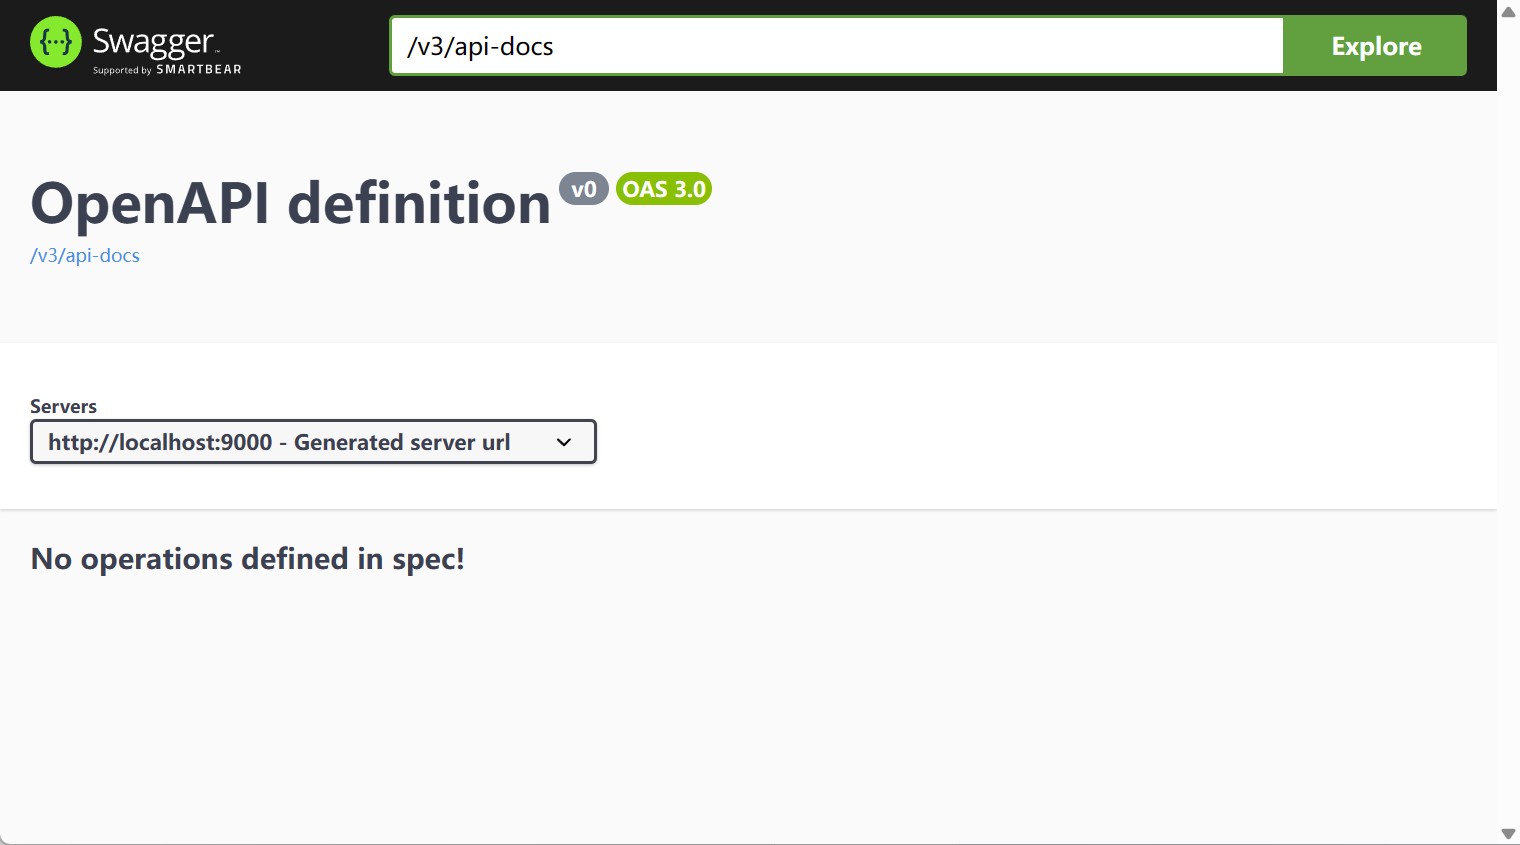 Swagger™
Supported by SMARTBEAR
/v3/api-docs
Explore
OpenAPI definition v0 OAS 3.0
/v3/api-docs
Servers
http://localhost:9000 - Generated server url
No operations defined in spec!